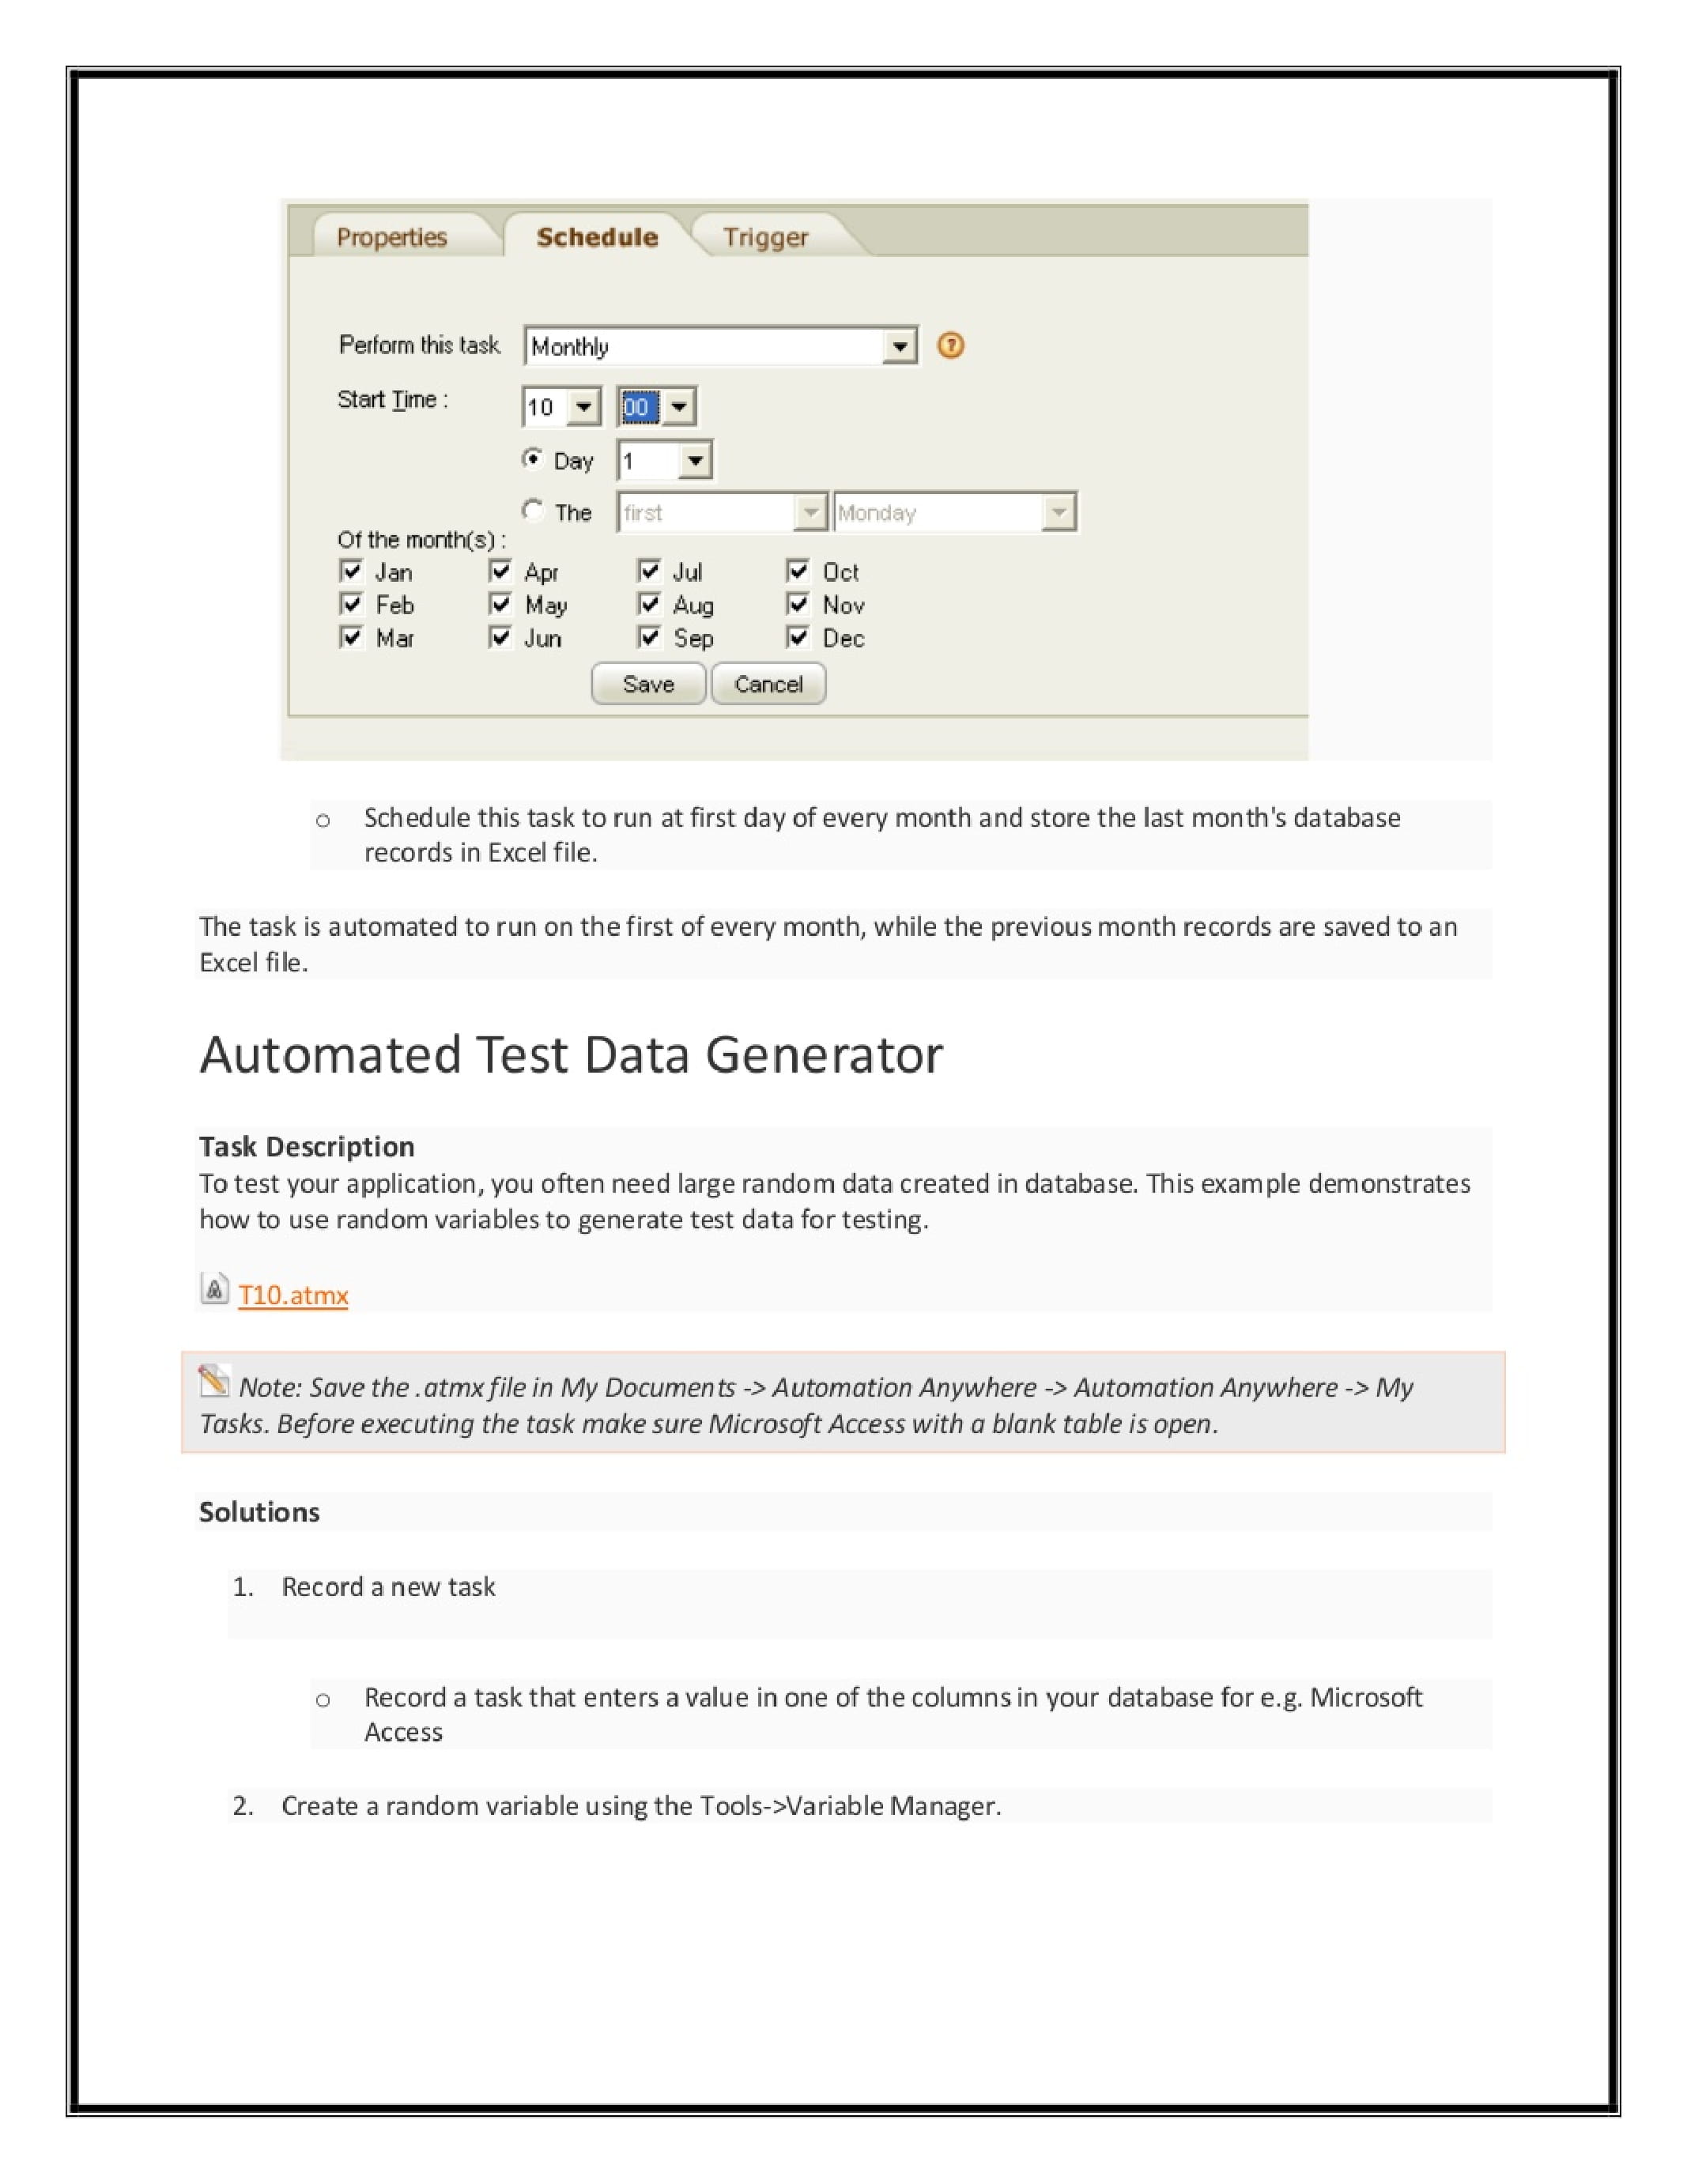 Properties Schedule Trigger
Perform this task Monthly
Start Time : 10 00
Day 1
The first Monday
Of the month(s) :
Jan Apr Jul Oct
Feb May Aug Nov
Mar Jun Sep Dec
Save Cancel
o Schedule this task to run at first day of every month and store the last month's database
records in Excel file.
The task is automated to run on the first of every month, while the previous month records are saved to an
Excel file.
Automated Test Data Generator
Task Description
To test your application, you often need large random data created in database. This example demonstrates
how to use random variables to generate test data for testing.
T10.atmx
Note: Save the .atmx file in My Documents -> Automation Anywhere -> Automation Anywhere -> My
Tasks. Before executing the task make sure Microsoft Access with a blank table is open.
Solutions
1. Record a new task
o Record a task that enters a value in one of the columns in your database for e.g. Microsoft
Access
2. Create a random variable using the Tools->Variable Manager.